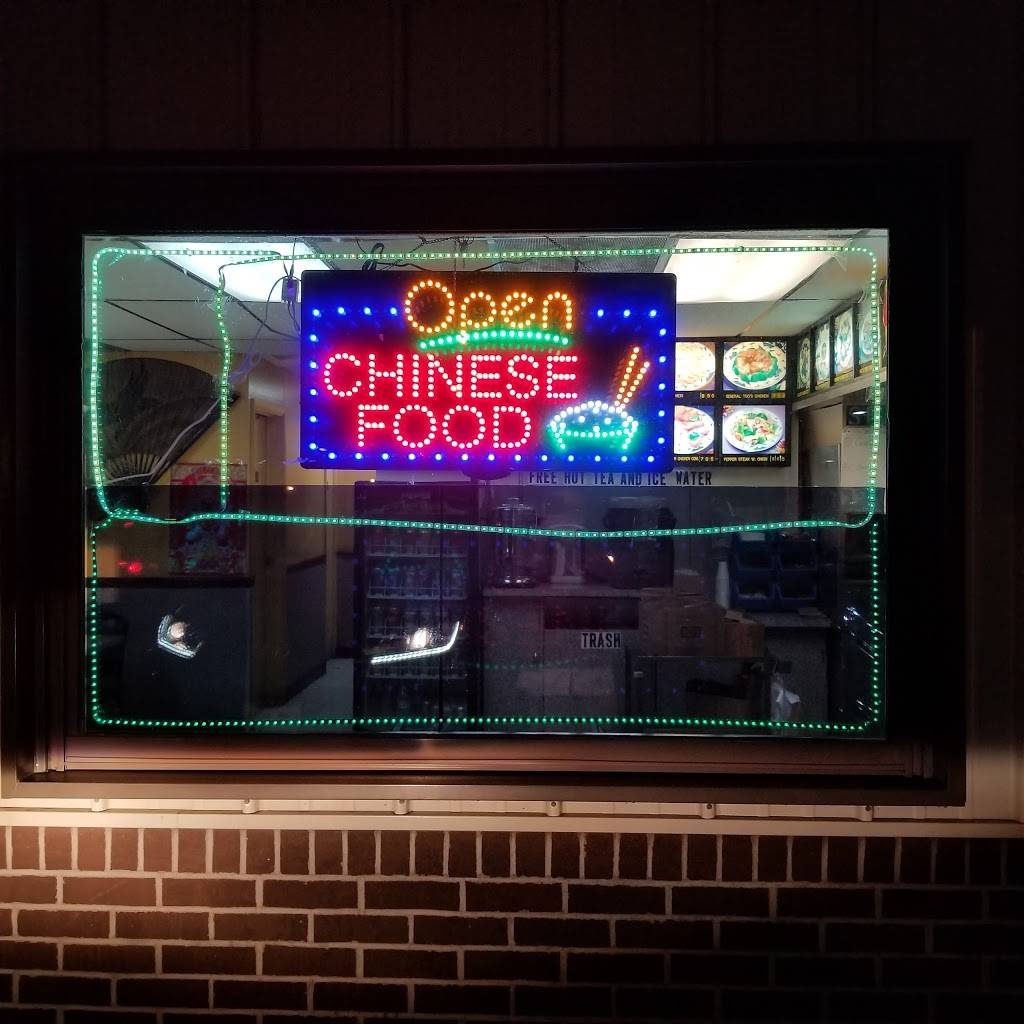 Open
CHINESE
FOOD
GENERAL TSO'S CHICKEN
PEPPER STEAK W. ONION
FREE HOT TEA AND ICE WATER
TRASH